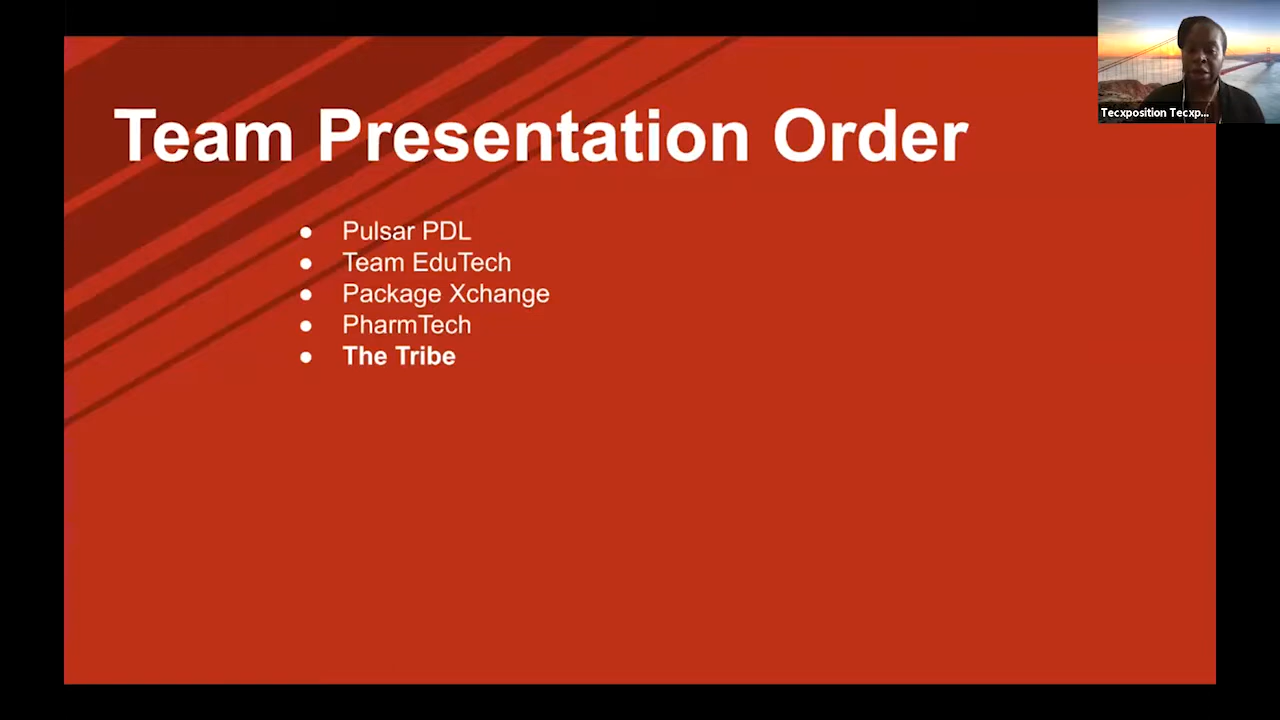 Team Presentation Order
Pulsar PDL
Team EduTech
Package Xchange
PharmTech
The Tribe
Tecxposition Tecxp...